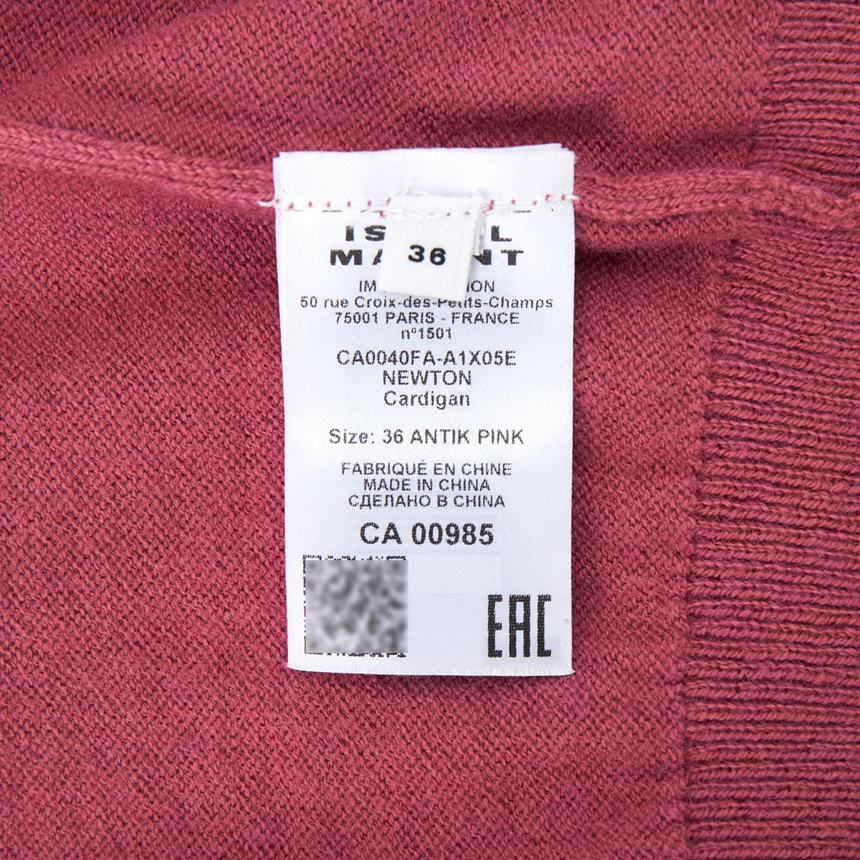 36
50 rue Croix-des-Petits-Champs
75001 PARIS - FRANCE
nº1501
CA0040FA-A1X05E
NEWTON
Cardigan
Size: 36 ANTIK PINK
FABRIQUÉ EN CHINE
MADE IN CHINA
СДЕЛАНО В CHINA
CA 00985
EAC